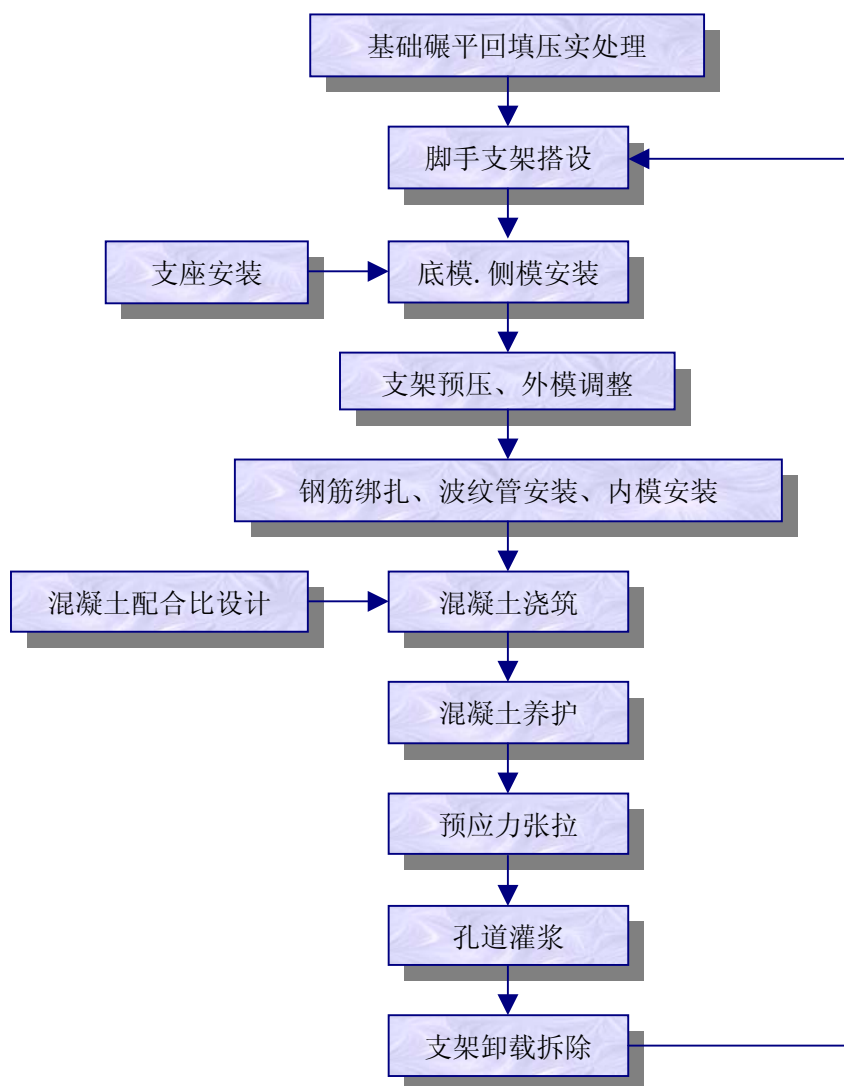 基础碾平回填压实处理
脚手支架搭设
支座安装
底模.侧模安装
支架预压、外模调整
钢筋绑扎、波纹管安装、内模安装
混凝土配合比设计
混凝土浇筑
混凝土养护
预应力张拉
孔道灌浆
支架卸载拆除